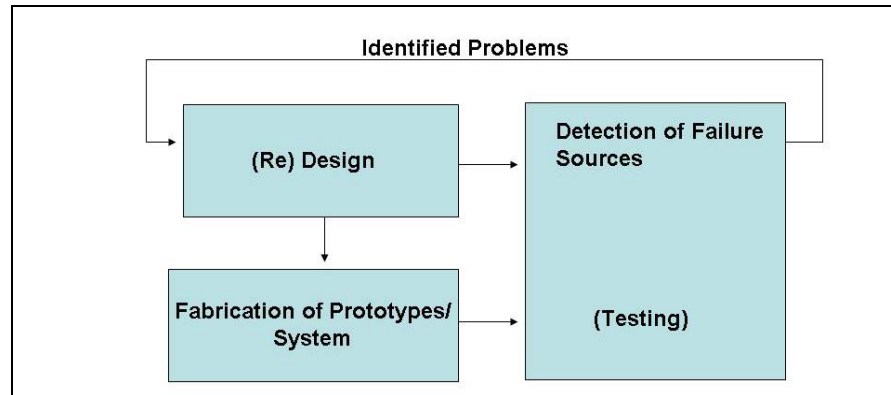 Identified Problems
(Re) Design
Detection of Failure
Sources
Fabrication of Prototypes/
System
(Testing)